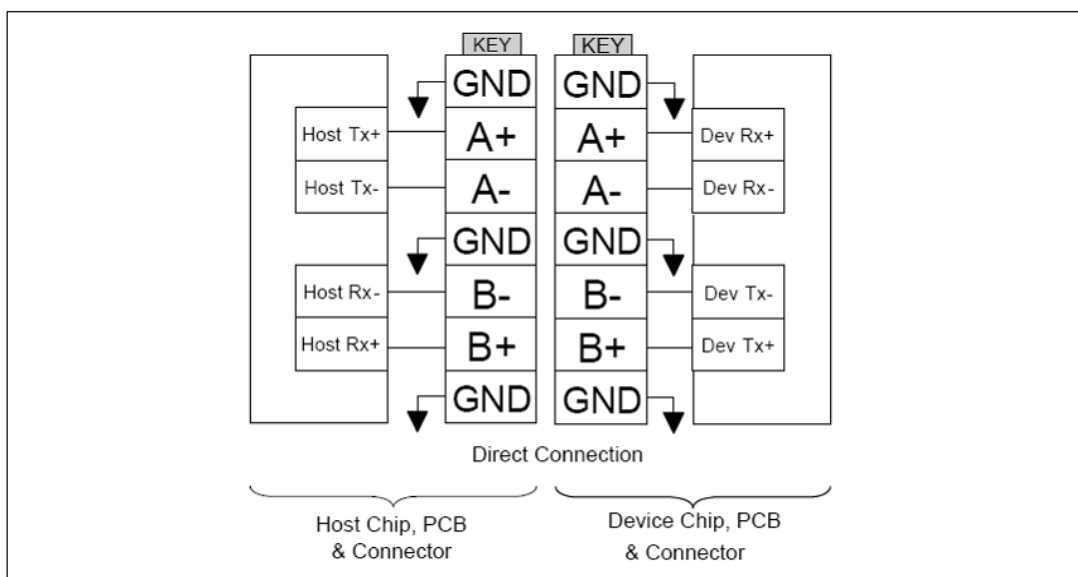 KEY KEY
GND GND
Host Tx+ A+ A+ Dev Rx+
Host Tx- A- A- Dev Rx-
GND GND
Host Rx- B- B- Dev Tx-
Host Rx+ B+ B+ Dev Tx+
GND GND
Direct Connection
Host Chip, PCB
& Connector
Device Chip, PCB
& Connector